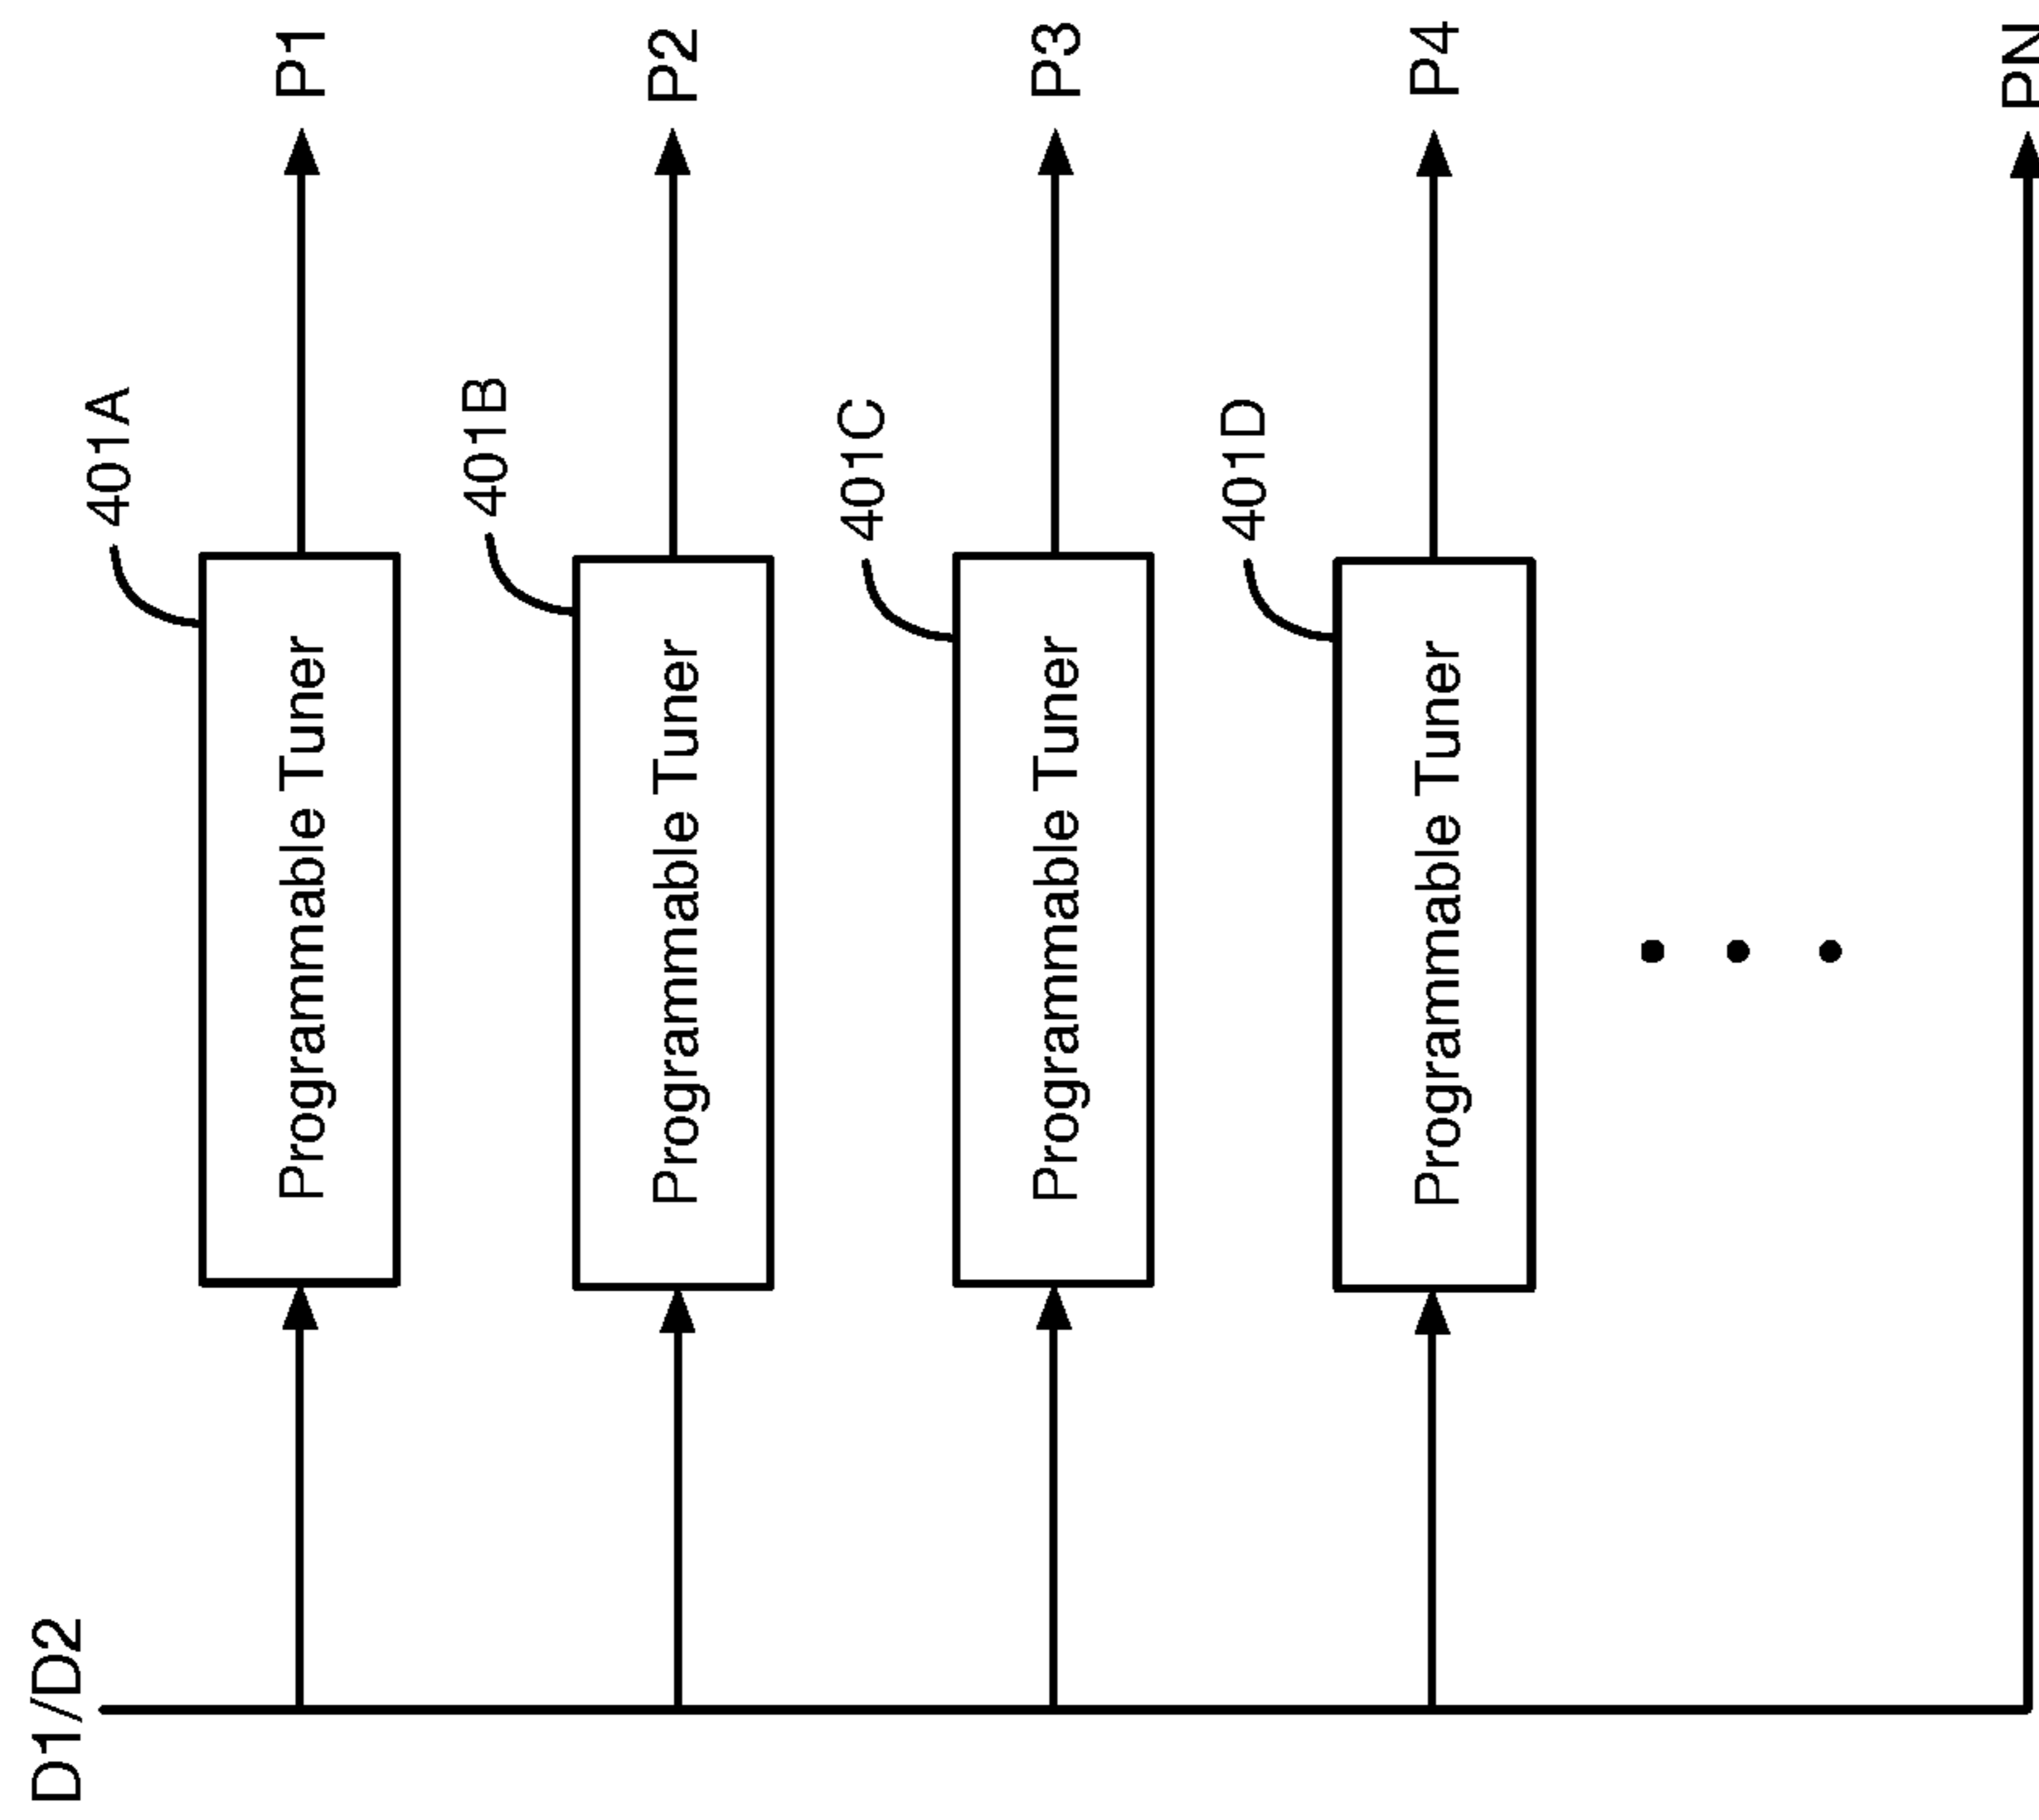 D1/D2
401A
Programmable Tuner
P1
401B
Programmable Tuner
P2
401C
Programmable Tuner
P3
401D
Programmable Tuner
P4
PN